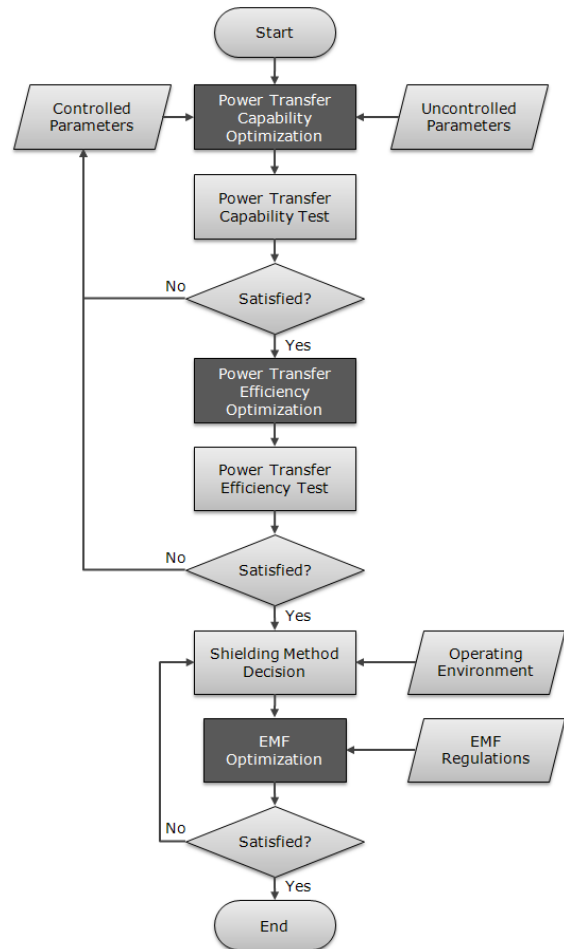 Start
Controlled
Parameters
Power Transfer
Capability
Optimization
Uncontrolled
Parameters
Power Transfer
Capability Test
No
Satisfied?
Yes
Power Transfer
Efficiency
Optimization
Power Transfer
Efficiency Test
No
Satisfied?
Yes
Shielding Method
Decision
Operating
Environment
EMF
Optimization
EMF
Regulations
No
Satisfied?
Yes
End